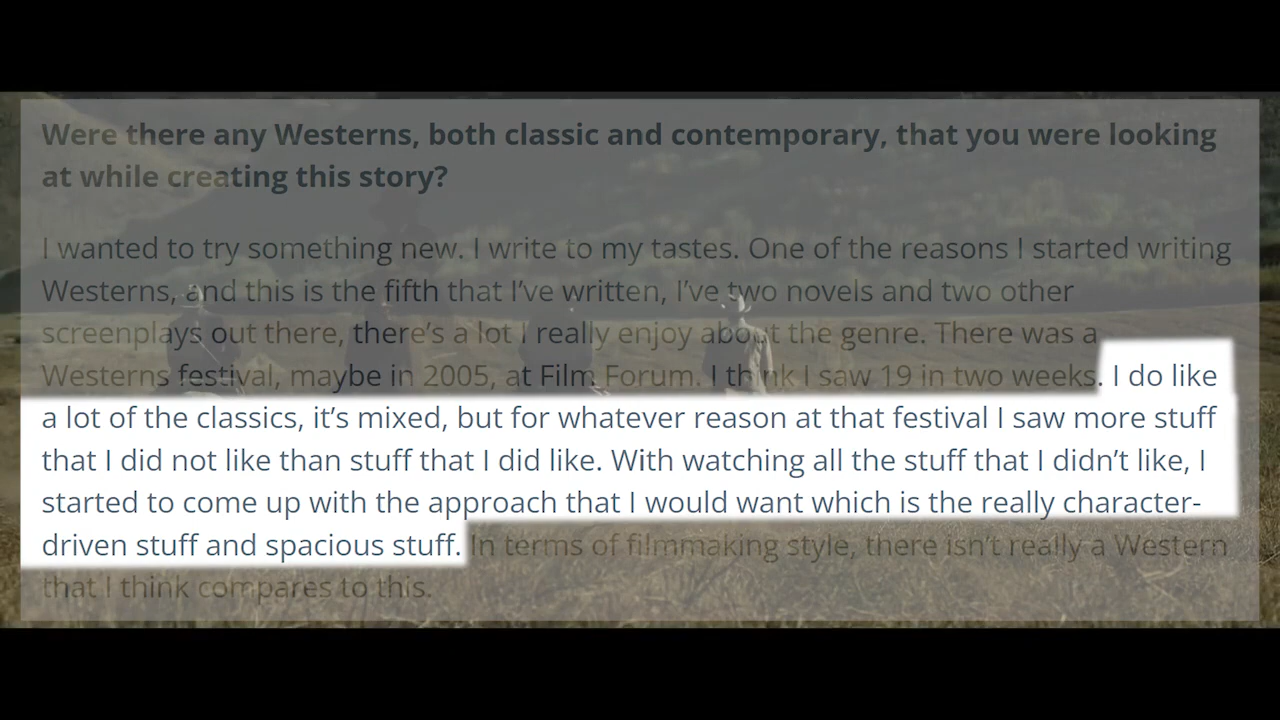 Were there any Westerns, both classic and contemporary, that you were looking
at while creating this story?
I wanted to try something new. I write to my tastes. One of the reasons I started writing
Westerns, and this is the fifth that I’ve written, I’ve two novels and two other
screenplays out there, there’s a lot I really enjoy about the genre. There was a
Westerns festival, maybe in 2005, at Film Forum. I think I saw 19 in two weeks. I do like
a lot of the classics, it’s mixed, but for whatever reason at that festival I saw more stuff
that I did not like than stuff that I did like. With watching all the stuff that I didn’t like, I
started to come up with the approach that I would want which is the really character-
driven stuff and spacious stuff. In terms of filmmaking style, there isn’t really a Western
that I think compares to this.